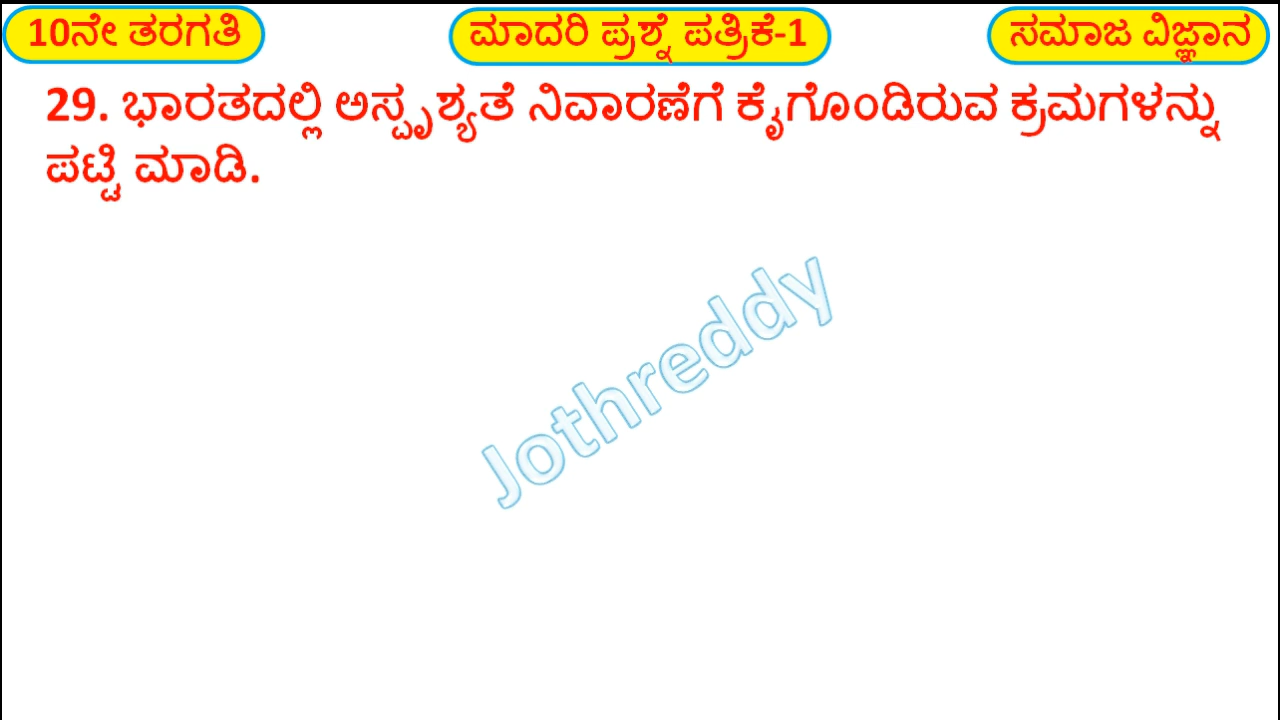 10ನೇ ತರಗತಿ
ಮಾದರಿ ಪ್ರಶ್ನೆ ಪತ್ರಿಕೆ-1
ಸಮಾಜ ವಿಜ್ಞಾನ
29. ಭಾರತದಲ್ಲಿ ಅಸ್ಪೃಶ್ಯತೆ ನಿವಾರಣೆಗೆ ಕೈಗೊಂಡಿರುವ ಕ್ರಮಗಳನ್ನು
ಪಟ್ಟಿ ಮಾಡಿ.
Jothreddy